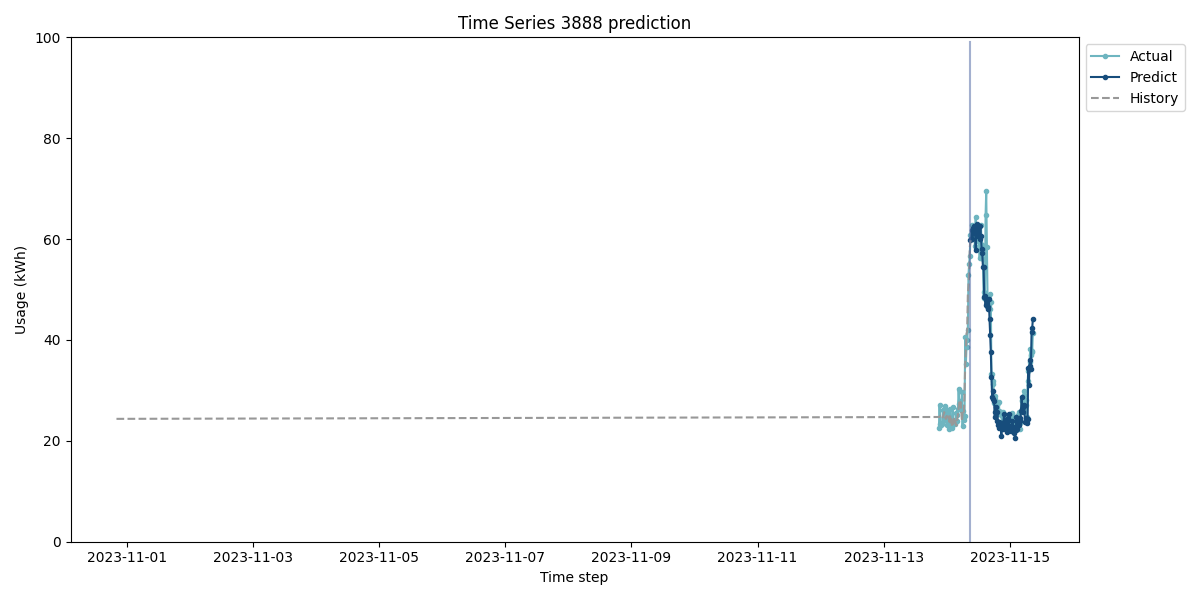 Time Series 3888 prediction
100
80
60
40
20
0
Usage (kWh)
2023-11-01 2023-11-03 2023-11-05 2023-11-07 2023-11-09 2023-11-11 2023-11-13 2023-11-15
Time step
Actual
Predict
History